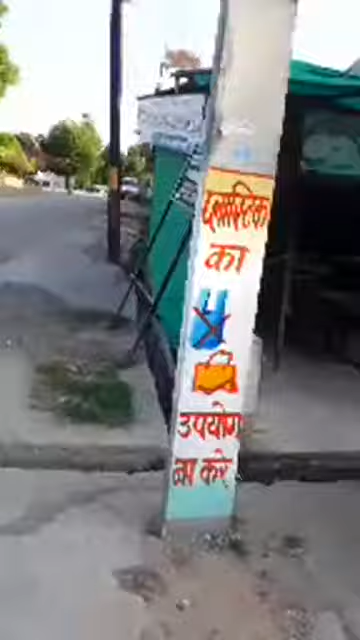 प्लास्टिक
का
उपयोग
ना करे